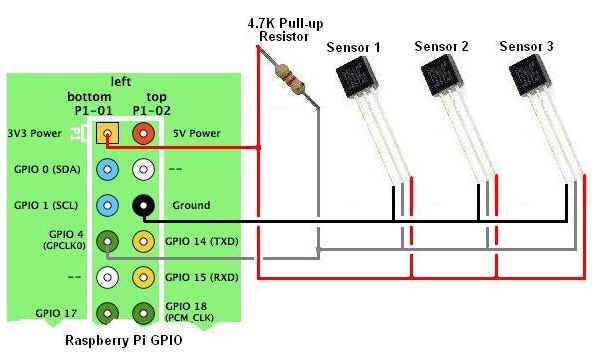 4.7K Pull-up
Resistor
Sensor 1
Sensor 2
Sensor 3
left
bottom
top
P1-01
P1-02
3V3 Power
5V Power
GPIO 0 (SDA)
--
GPIO 1 (SCL)
Ground
GPIO 4
(GPCLK0)
GPIO 14 (TXD)
--
GPIO 15 (RXD)
GPIO 17
GPIO 18
(PCM_CLK)
Raspberry Pi GPIO